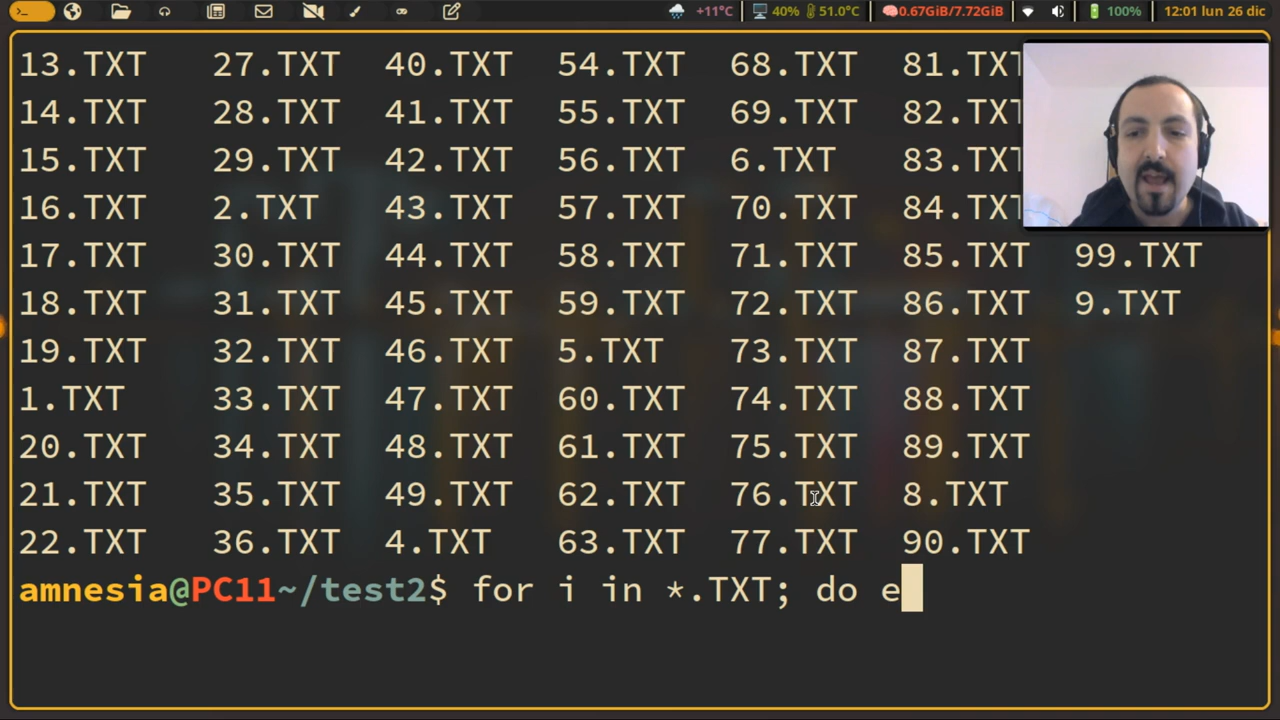 >_ +11°C 40% 51.0°C 0.67GiB/7.72GiB 100% 12:01 lun 26 dic
13.TXT 27.TXT 40.TXT 54.TXT 68.TXT 81.TXT
14.TXT 28.TXT 41.TXT 55.TXT 69.TXT 82.TXT
15.TXT 29.TXT 42.TXT 56.TXT 6.TXT 83.TXT
16.TXT 2.TXT 43.TXT 57.TXT 70.TXT 84.TXT
17.TXT 30.TXT 44.TXT 58.TXT 71.TXT 85.TXT 99.TXT
18.TXT 31.TXT 45.TXT 59.TXT 72.TXT 86.TXT 9.TXT
19.TXT 32.TXT 46.TXT 5.TXT 73.TXT 87.TXT
1.TXT 33.TXT 47.TXT 60.TXT 74.TXT 88.TXT
20.TXT 34.TXT 48.TXT 61.TXT 75.TXT 89.TXT
21.TXT 35.TXT 49.TXT 62.TXT 76.TXT 8.TXT
22.TXT 36.TXT 4.TXT 63.TXT 77.TXT 90.TXT
amnesia@PC11~/test2$ for i in *.TXT; do e